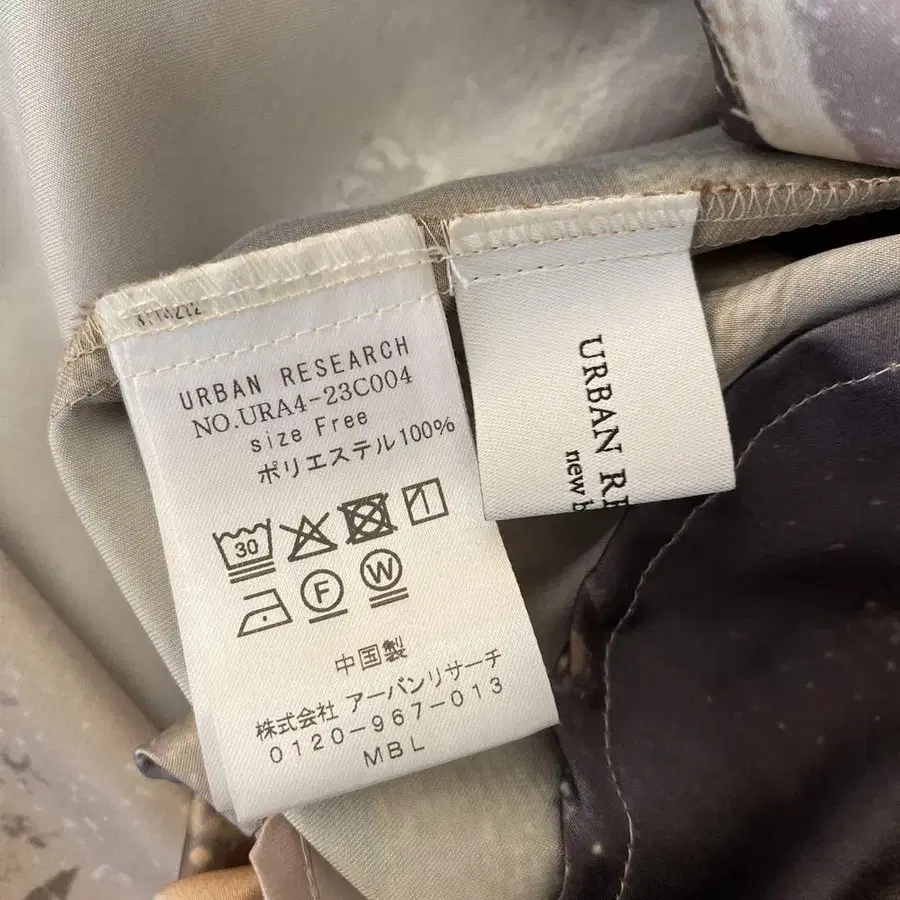 URBAN RESEARCH
NO.URA4-23C004
size Free
ポリエステル100%
30
F
W
中国製
株式会社 アーバンリサーチ
0120-967-013
MBL
URBAN
new